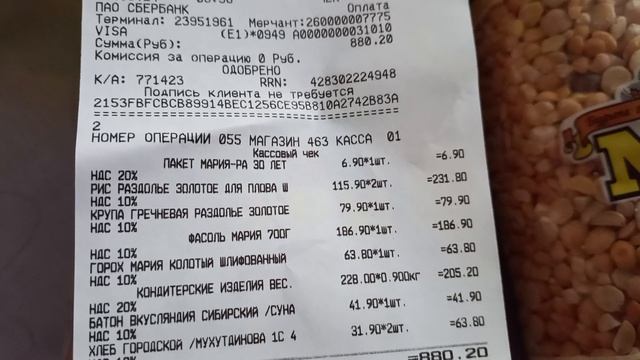 ПАО СБЕРБАНК Оплата
Терминал: 23951961 Мерчант:260000007775
VISA (E1)*0949 A0000000031010
Сумма(Руб): 880.20
Комиссия за операцию 0 Руб.
ОДОБРЕНО
К/А: 771423 RRN: 428302224948
Подпись клиента не требуется
2153FBFCBCB89914BEC1256CE95B810A2742B83A
2
НОМЕР ОПЕРАЦИИ 055 МАГАЗИН 463 КАССА 01
Кассовый чек
ПАКЕТ МАРИЯ-РА 30 ЛЕТ 6.90*1шт. =6.90
НДС 20%
РИС РАЗДОЛЬЕ ЗОЛОТОЕ ДЛЯ ПЛОВА Ш 115.90*2шт. =231.80
НДС 10%
КРУПА ГРЕЧНЕВАЯ РАЗДОЛЬЕ ЗОЛОТОЕ 79.90*1шт. =79.90
НДС 10%
ФАСОЛЬ МАРИЯ 700Г 186.90*1шт. =186.90
НДС 10%
ГОРОХ МАРИЯ КОЛОТЫЙ ШЛИФОВАННЫЙ 63.80*1шт. =63.80
НДС 10%
КОНДИТЕРСКИЕ ИЗДЕЛИЯ ВЕС. 228.00*0.900кг =205.20
НДС 20%
БАТОН ВКУСЛЯНДИЯ СИБИРСКИЙ /СУНА 41.90*1шт. =41.90
НДС 10%
ХЛЕБ ГОРОДСКОЙ /МУХУТДИНОВА 1С 4 31.90*2шт. =63.80
=880.20